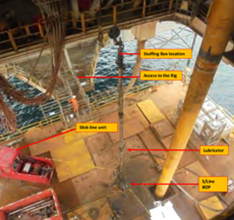 Stuffing Box location
Access to the Rig
Slick line unit
Lubricator
S/Line
BOP